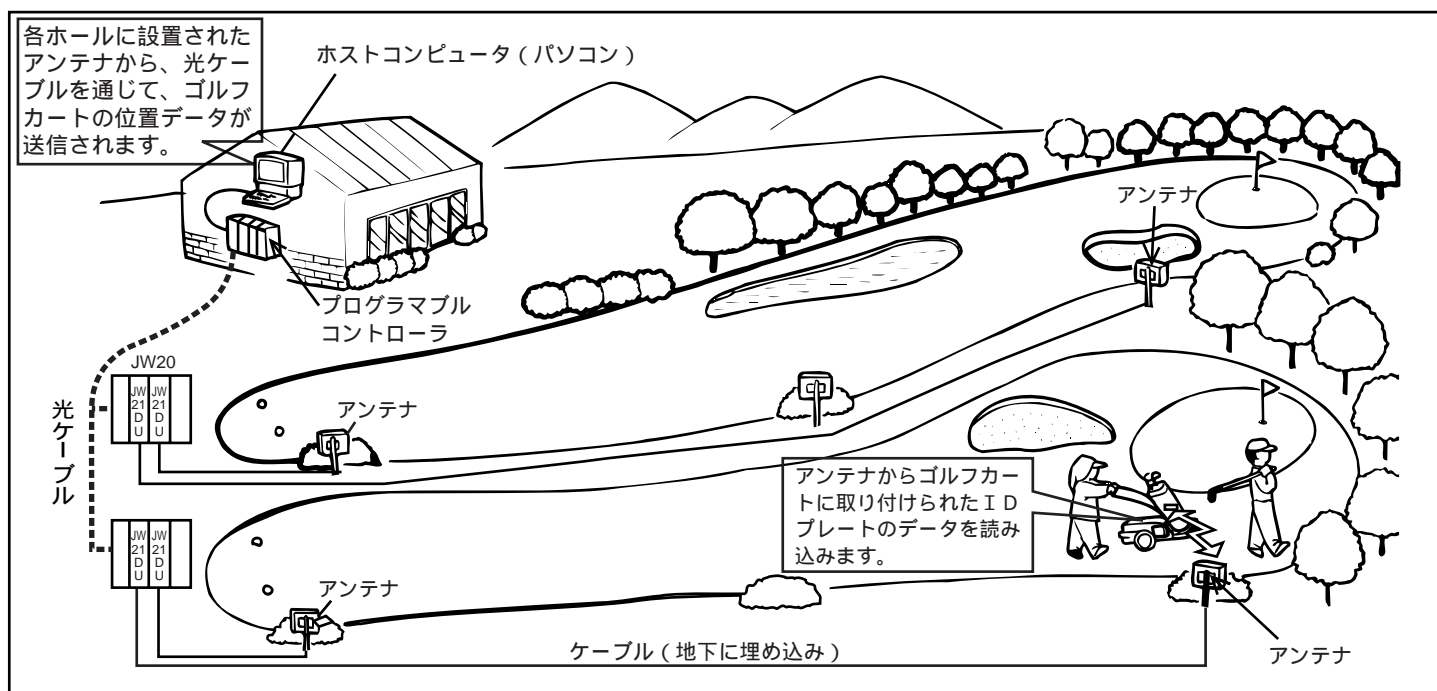 各ホールに設置された
アンテナから、光ケー
ブルを通じて、ゴルフ
カートの位置データが
送信されます。
ホストコンピュータ（パソコン）
プログラマブル
コントローラ
アンテナ
JW20
JW
21
D
U
JW
21
D
U
光ケーブル
アンテナ
アンテナからゴルフカー
トに取り付けられたＩＤ
プレートのデータを読み
込みます。
JW
21
D
U
JW
21
D
U
アンテナ
ケーブル（地下に埋め込み）
アンテナ